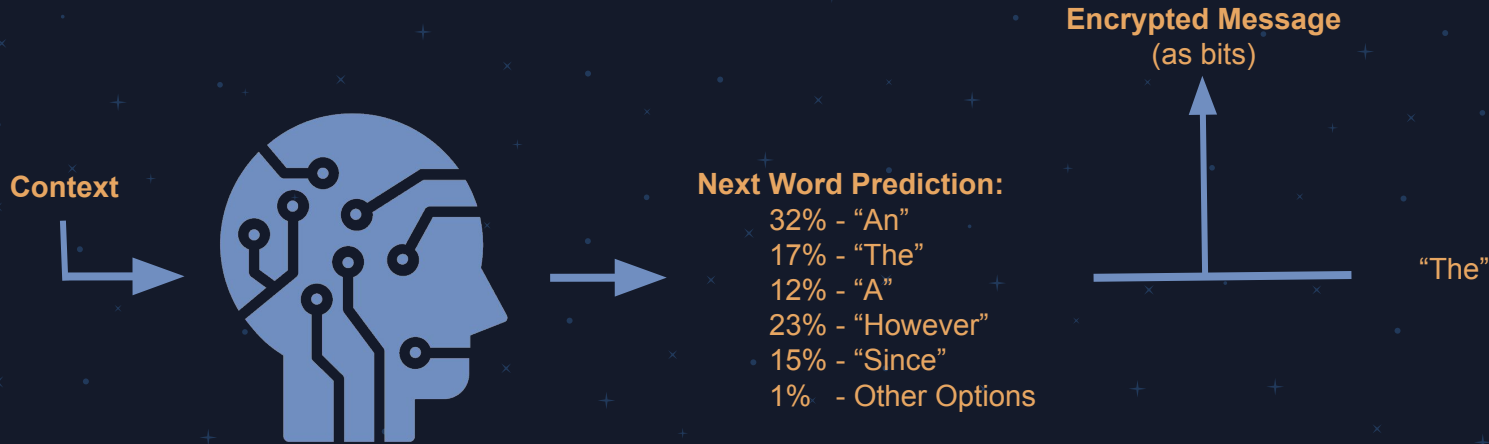 Encrypted Message
(as bits)
Context
Next Word Prediction:
32% - “An”
17% - “The”
12% - “A”
23% - “However”
15% - “Since”
1% - Other Options
“The”